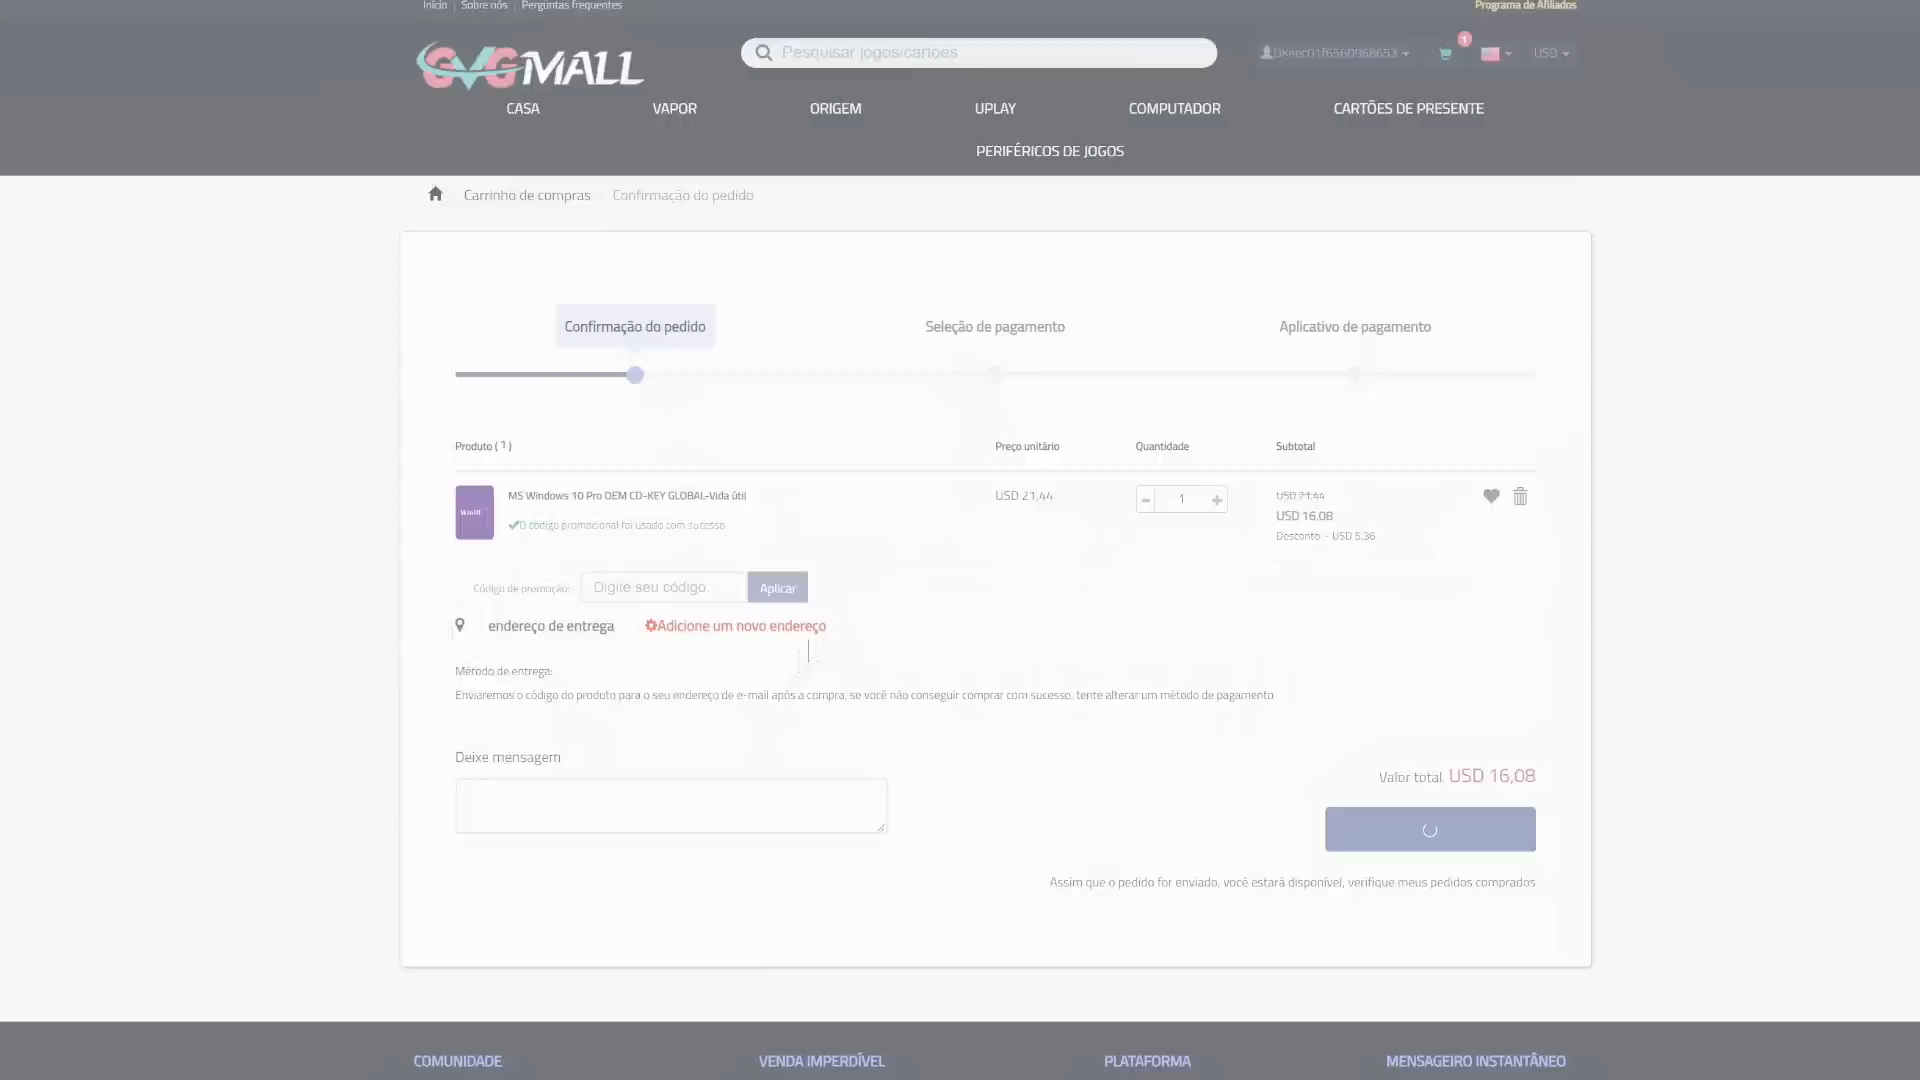 Início Sobre nós Perguntas frequentes Programa de Afiliados
GVGMALL
Pesquisar jogos/cartões
1
USD
CASA VAPOR ORIGEM UPLAY COMPUTADOR CARTÕES DE PRESENTE
PERIFÉRICOS DE JOGOS
Carrinho de compras / Confirmação do pedido
Confirmação do pedido Seleção de pagamento Aplicativo de pagamento
Produto ( 1 ) Preço unitário Quantidade Subtotal
MS Windows 10 Pro OEM CD-KEY GLOBAL-Vida útil USD 21,44 1 USD 21.44
USD 16.08
O código promocional foi usado com sucesso
Desconto - USD 5.36
Código de promoção: Digite seu código. Aplicar
endereço de entrega Adicione um novo endereço
Método de entrega:
Enviaremos o código do produto para o seu endereço de e-mail após a compra, se você não conseguir comprar com sucesso, tente alterar um método de pagamento
Deixe mensagem
Valor total. USD 16,08
Assim que o pedido for enviado, você estará disponível, verifique meus pedidos comprados
COMUNIDADE VENDA IMPERDÍVEL PLATAFORMA MENSAGEIRO INSTANTÂNEO